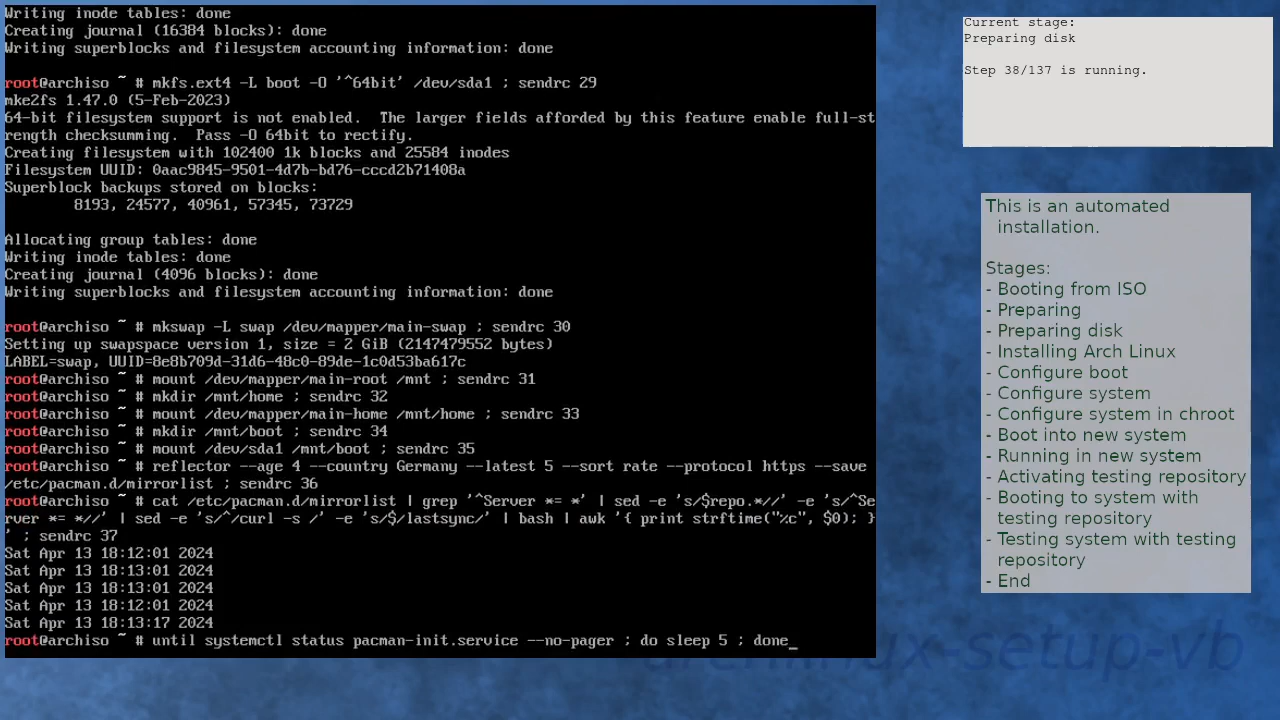 Writing inode tables: done
Creating journal (16384 blocks): done
Writing superblocks and filesystem accounting information: done
root@archiso ~ # mkfs.ext4 -L boot -O '^64bit' /dev/sda1 ; sendrc 29
mke2fs 1.47.0 (5-Feb-2023)
64-bit filesystem support is not enabled.  The larger fields afforded by this feature enable full-st
rength checksumming.  Pass -O 64bit to rectify.
Creating filesystem with 102400 1k blocks and 25584 inodes
Filesystem UUID: 0aac9845-9501-4d7b-bd76-cccd2b71408a
Superblock backups stored on blocks:
        8193, 24577, 40961, 57345, 73729
Allocating group tables: done
Writing inode tables: done
Creating journal (4096 blocks): done
Writing superblocks and filesystem accounting information: done
root@archiso ~ # mkswap -L swap /dev/mapper/main-swap ; sendrc 30
Setting up swapspace version 1, size = 2 GiB (2147479552 bytes)
LABEL=swap, UUID=8e8b709d-31d6-48c0-89de-1c0d53ba617c
root@archiso ~ # mount /dev/mapper/main-root /mnt ; sendrc 31
root@archiso ~ # mkdir /mnt/home ; sendrc 32
root@archiso ~ # mount /dev/mapper/main-home /mnt/home ; sendrc 33
root@archiso ~ # mkdir /mnt/boot ; sendrc 34
root@archiso ~ # mount /dev/sda1 /mnt/boot ; sendrc 35
root@archiso ~ # reflector --age 4 --country Germany --latest 5 --sort rate --protocol https --save
/etc/pacman.d/mirrorlist ; sendrc 36
root@archiso ~ # cat /etc/pacman.d/mirrorlist | grep '^Server *= *' | sed -e 's/$repo.*//' -e 's/^Se
rver *= *//' | sed -e 's/^/curl -s /' -e 's/$/lastsync/' | bash | awk '{ print strftime("%c", $0); }
' ; sendrc 37
Sat Apr 13 18:12:01 2024
Sat Apr 13 18:13:01 2024
Sat Apr 13 18:13:01 2024
Sat Apr 13 18:12:01 2024
Sat Apr 13 18:13:17 2024
root@archiso ~ # until systemctl status pacman-init.service --no-pager ; do sleep 5 ; done_
Current stage:
Preparing disk
Step 38/137 is running.
This is an automated
installation.
Stages:
- Booting from ISO
- Preparing
- Preparing disk
- Installing Arch Linux
- Configure boot
- Configure system
- Configure system in chroot
- Boot into new system
- Running in new system
- Activating testing repository
- Booting to system with
testing repository
- Testing system with testing
repository
- End
archlinux-setup-vb